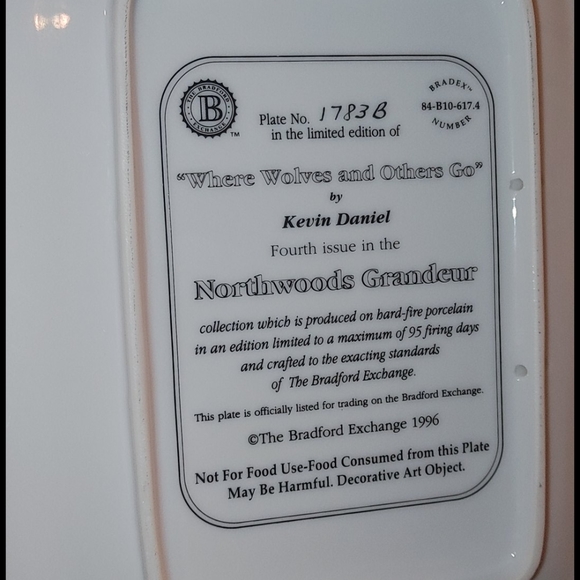 THE BRADFORD EXCHANGE
B
TM
Plate No. 1783B
in the limited edition of
BRADEX™
84-B10-617.4
NUMBER
"Where Wolves and Others Go"
by
Kevin Daniel
Fourth issue in the
Northwoods Grandeur
collection which is produced on hard-fire porcelain
in an edition limited to a maximum of 95 firing days
and crafted to the exacting standards
of The Bradford Exchange.
This plate is officially listed for trading on the Bradford Exchange.
©The Bradford Exchange 1996
Not For Food Use-Food Consumed from this Plate
May Be Harmful. Decorative Art Object.